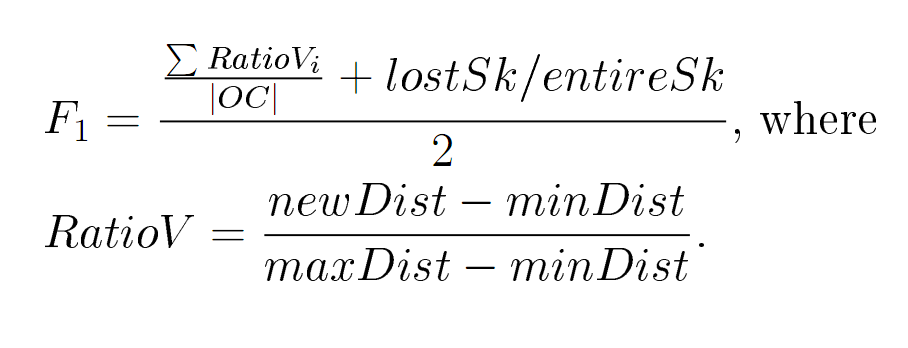 F_1 = \frac{\frac{\sum RatioV_i}{|OC|} + lostSk/entireSk}{2}, where
RatioV = \frac{newDist - minDist}{maxDist - minDist}.